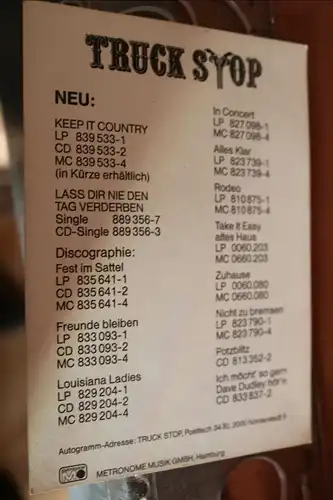 TRUCK STOP
NEU:
KEEP IT COUNTRY
LP 839 533-1
CD 839 533-2
MC 839 533-4
(in Kürze erhältlich)
LASS DIR NIE DEN
TAG VERDERBEN
Single 889 356-7
CD-Single 889 356-3
Discographie:
Fest im Sattel
LP 835 641-1
CD 835 641-2
MC 835 641-4
Freunde bleiben
LP 833 093-1
CD 833 093-2
MC 833 093-4
Louisiana Ladies
LP 829 204-1
CD 829 204-2
MC 829 204-4
In Concert
LP 827 098-1
MC 827 098-4
Alles Klar
LP 823 739-1
MC 823 739-4
Rodeo
LP 810 875-1
MC 810 875-4
Take It Easy
altes Haus
LP 0060.203
MC 0660.203
Zuhause
LP 0060.080
MC 0660.080
Nicht zu bremsen
LP 823 790-1
MC 823 790-4
Potzblitz
CD 813 352-2
Ich möcht' so gern
Dave Dudley hör'n
CD 833 837-2
Autogramm-Adresse: TRUCK STOP, Postfach 54 2000 Norderstedt
METRONOME MUSIK GMBH, Hamburg